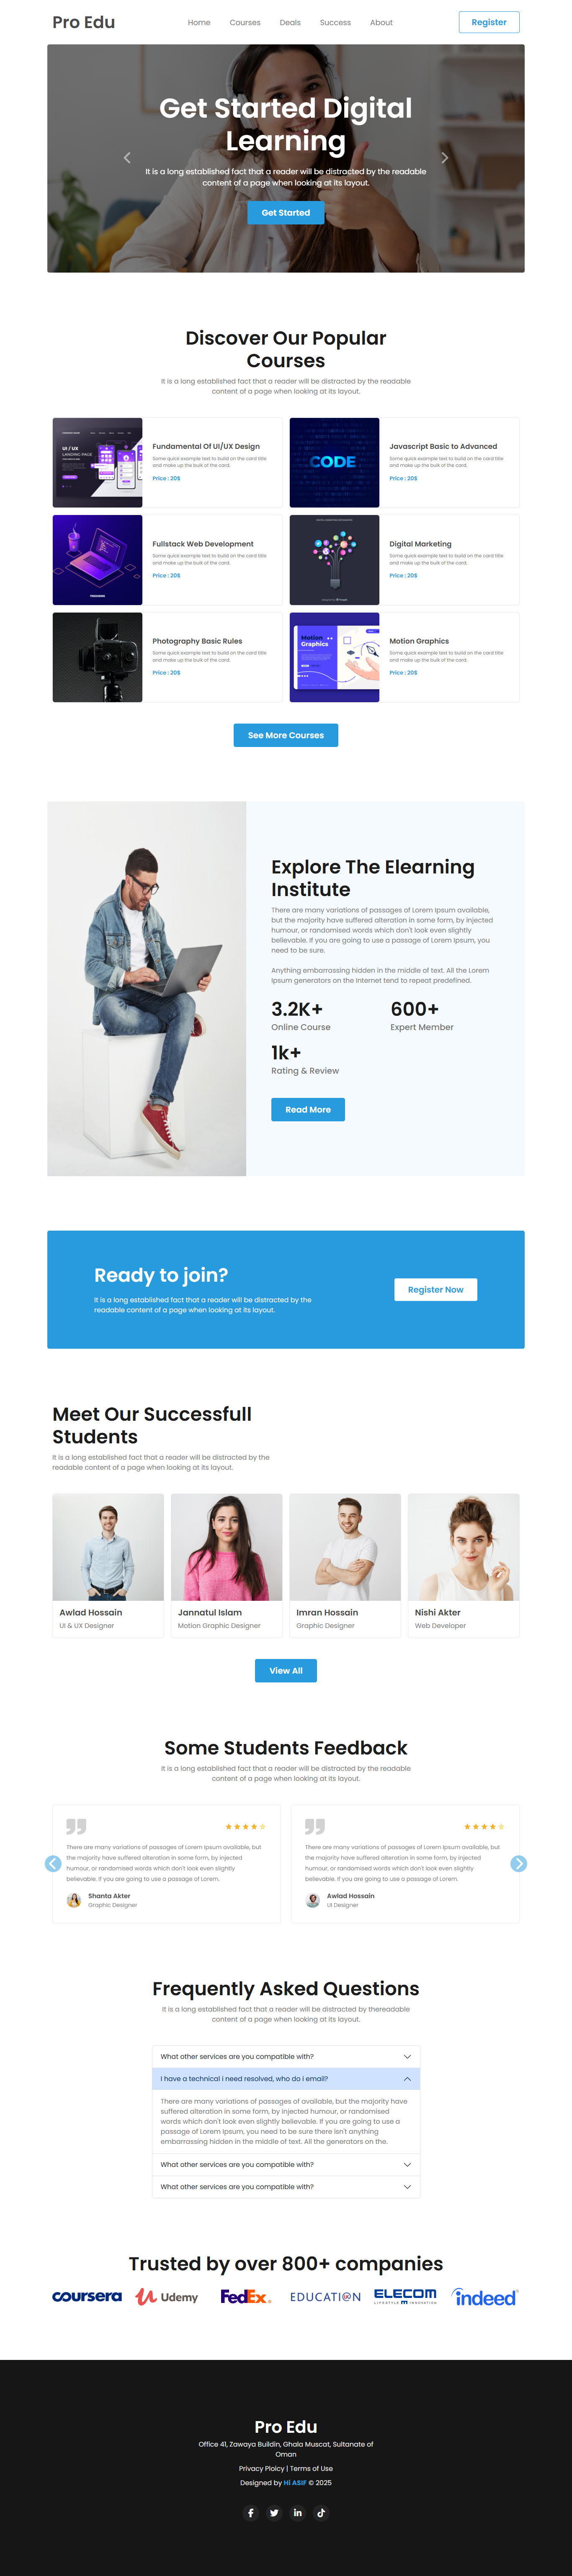 Pro Edu
Home
Courses
Deals
Success
About
Register
Get Started Digital
Learning
It is a long established fact that a reader will be distracted by the readable
content of a page when looking at its layout.
Get Started
Discover Our Popular
Courses
It is a long established fact that a reader will be distracted by the readable
content of a page when looking at its layout.
UI / UX
LANDING PAGE
Fundamental Of UI/UX Design
Some quick example text to build on the card title
and make up the bulk of the card.
Price : 20$
CODE
Javascript Basic to Advanced
Some quick example text to build on the card title
and make up the bulk of the card.
Price : 20$
Fullstack Web Development
Some quick example text to build on the card title
and make up the bulk of the card.
Price : 20$
Digital Marketing
Some quick example text to build on the card title
and make up the bulk of the card.
Price : 20$
Photography Basic Rules
Some quick example text to build on the card title
and make up the bulk of the card.
Price : 20$
Motion
Graphics
Motion Graphics
Some quick example text to build on the card title
and make up the bulk of the card.
Price : 20$
See More Courses
Explore The Elearning
Institute
There are many variations of passages of Lorem Ipsum available,
but the majority have suffered alteration in some form, by injected
humour, or randomised words which don't look even slightly
believable. If you are going to use a passage of Lorem Ipsum, you
need to be sure.
Anything embarrassing hidden in the middle of text. All the Lorem
Ipsum generators on the Internet tend to repeat predefined.
3.2K+
Online Course
600+
Expert Member
1k+
Rating & Review
Read More
Ready to join?
It is a long established fact that a reader will be distracted by the
readable content of a page when looking at its layout.
Register Now
Meet Our Successfull
Students
It is a long established fact that a reader will be distracted by the
readable content of a page when looking at its layout.
Awlad Hossain
UI & UX Designer
Jannatul Islam
Motion Graphic Designer
Imran Hossain
Graphic Designer
Nishi Akter
Web Developer
View All
Some Students Feedback
It is a long established fact that a reader will be distracted by the readable
content of a page when looking at its layout.
There are many variations of passages of Lorem Ipsum available, but
the majority have suffered alteration in some form, by injected
humour, or randomised words which don't look even slightly
believable. If you are going to use a passage of Lorem.
Shanta Akter
Graphic Designer
There are many variations of passages of Lorem Ipsum available, but
the majority have suffered alteration in some form, by injected
humour, or randomised words which don't look even slightly
believable. If you are going to use a passage of Lorem.
Awlad Hossain
UI Designer
Frequently Asked Questions
It is a long established fact that a reader will be distracted by thereadable
content of a page when looking at its layout.
What other services are you compatible with?
I have a technical i need resolved, who do i email?
There are many variations of passages of available, but the majority have
suffered alteration in some form, by injected humour, or randomised
words which don't look even slightly believable. If you are going to use a
passage of Lorem Ipsum, you need to be sure there isn't anything
embarrassing hidden in the middle of text. All the generators on the.
What other services are you compatible with?
What other services are you compatible with?
Trusted by over 800+ companies
coursera
Udemy
FedEx
EDUCATION
ELECOM
LIFESTYLE INNOVATION
indeed
Pro Edu
Office 41, Zawaya Buildin, Ghala Muscat, Sultanate of
Oman
Privacy Ploicy | Terms of Use
Designed by Hi ASIF © 2025